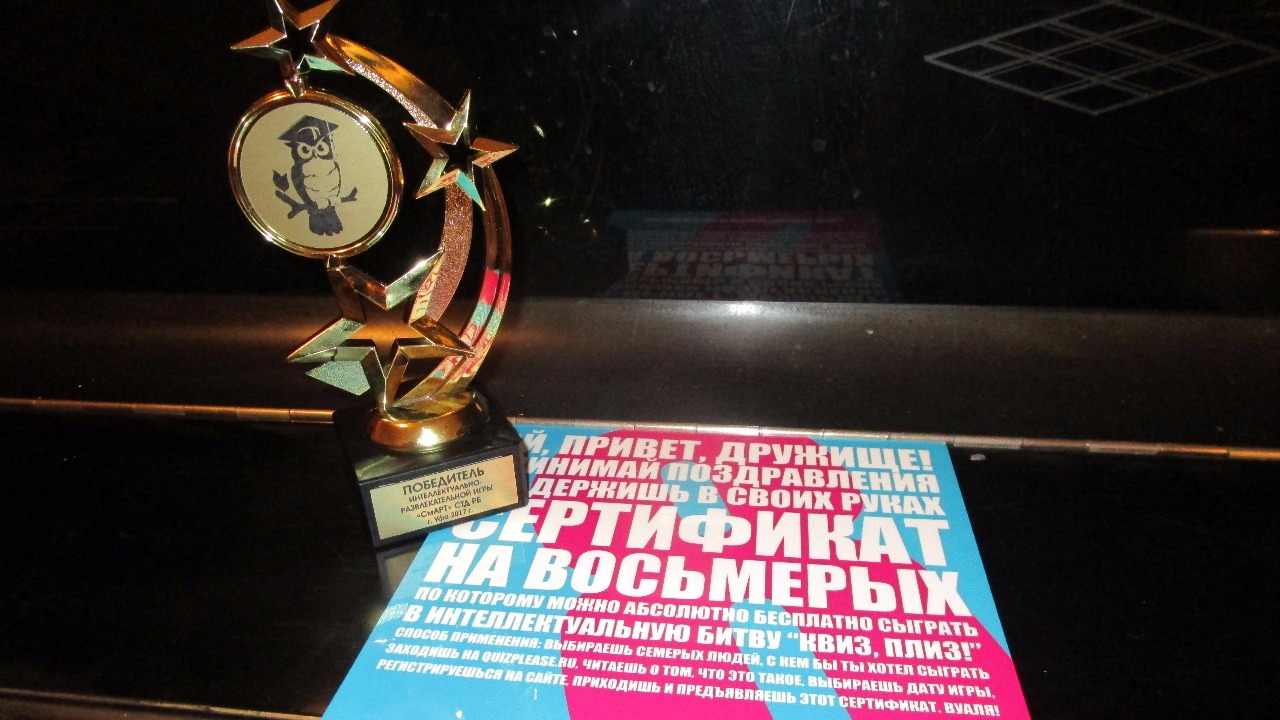 ПОБЕДИТЕЛЬ
ИНТЕЛЛЕКТУАЛЬНО-
РАЗВЛЕКАТЕЛЬНОЙ ИГРЫ
«СМАРТ» СТД РБ
г. Уфа 2017 г.
Й, ПРИВЕТ, ДРУЖИЩЕ!
ИНИМАЙ ПОЗДРАВЛЕНИЯ
ДЕРЖИШЬ В СВОИХ РУКАХ
СЕРТИФИКАТ
НА ВОСЬМЕРЫХ
ПО КОТОРОМУ МОЖНО АБСОЛЮТНО БЕСПЛАТНО СЫГРАТЬ
В ИНТЕЛЛЕКТУАЛЬНУЮ БИТВУ “КВИЗ, ПЛИЗ!”
СПОСОБ ПРИМЕНЕНИЯ: ВЫБИРАЕШЬ СЕМЕРЫХ ЛЮДЕЙ, С КЕМ БЫ ТЫ ХОТЕЛ СЫГРАТЬ
ЗАХОДИШЬ НА QUIZPLEASE.RU, ЧИТАЕШЬ О ТОМ, ЧТО ЭТО ТАКОЕ, ВЫБИРАЕШЬ ДАТУ ИГРЫ,
РЕГИСТРИРУЕШЬСЯ НА САЙТЕ, ПРИХОДИШЬ И ПРЕДЪЯВЛЯЕШЬ ЭТОТ СЕРТИФИКАТ. ВУАЛЯ!